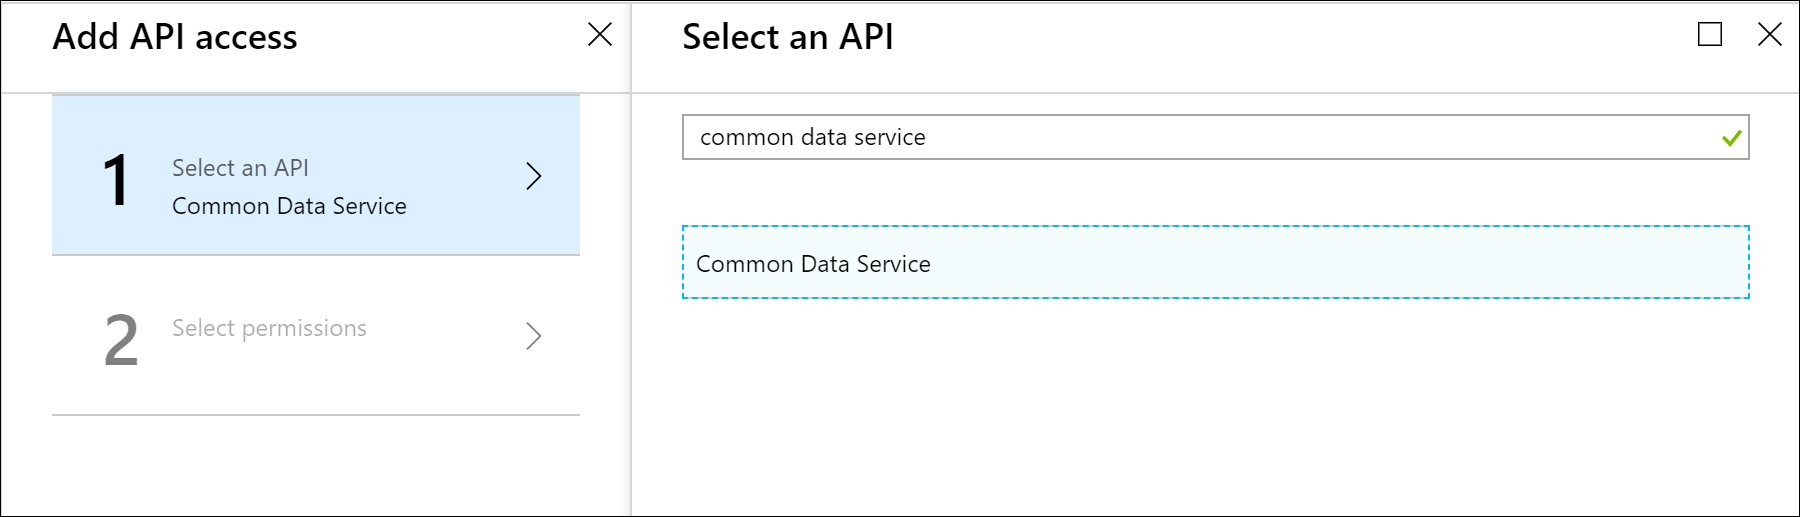 Add API access
1
Select an API
Common Data Service
2
Select permissions
Select an API
common data service
Common Data Service